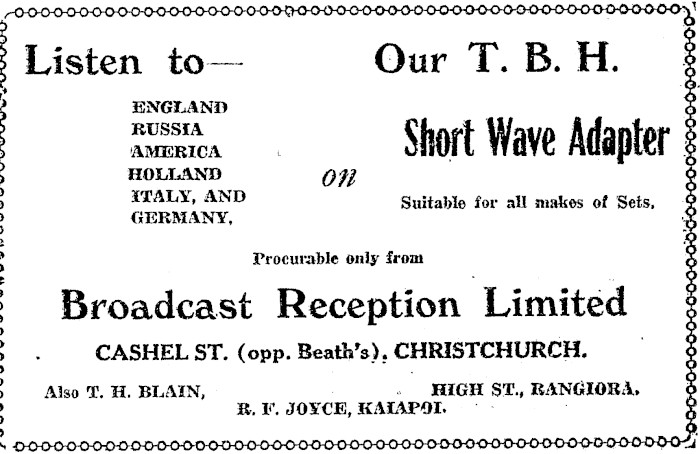 Listen to—
ENGLAND
RUSSIA
AMERICA
HOLLAND
ITALY, AND
GERMANY,
on
Our T. B. H.
Short Wave Adapter
Suitable for all makes of Sets.
Procurable only from
Broadcast Reception Limited
CASHEL ST. (opp. Beath's), CHRISTCHURCH.
Also T. H. BLAIN, HIGH ST., RANGIORA.
R. F. JOYCE, KAIAPOI.